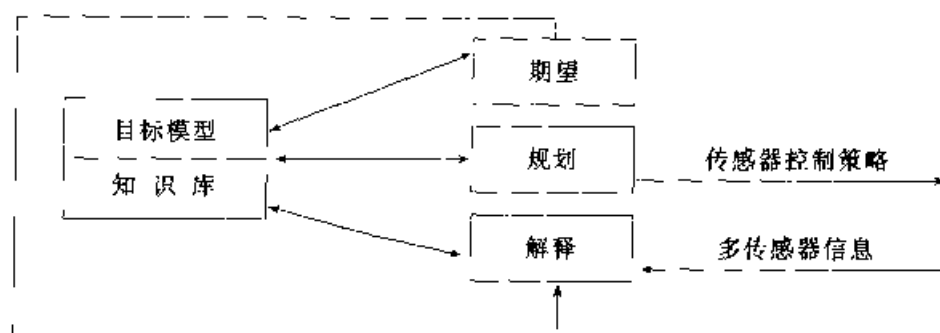 期望
目标模型
规划
传感器控制策略
知识库
解释
多传感器信息